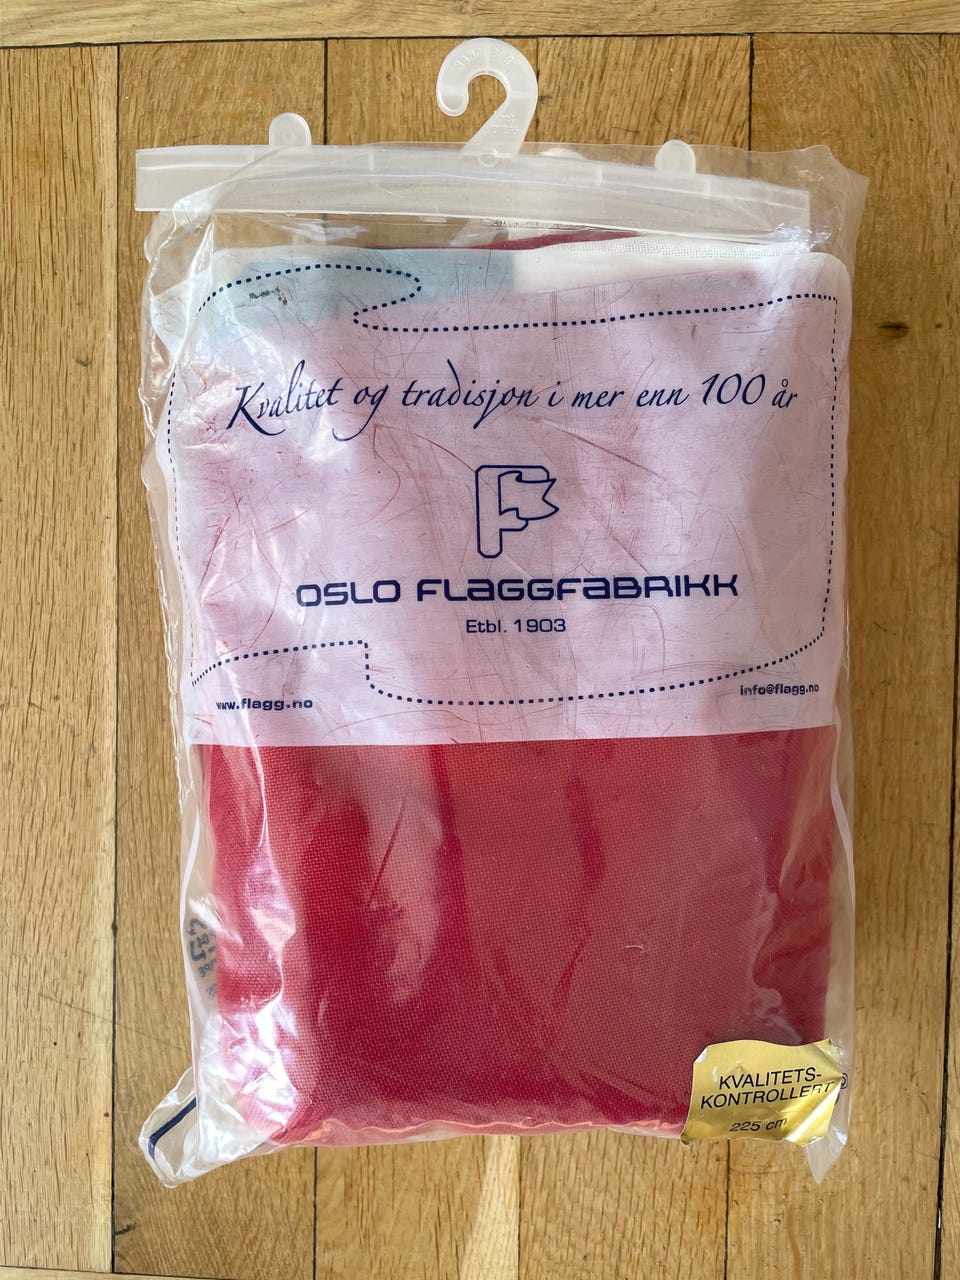 Kvalitet og tradisjon i mer enn 100 år
OSLO FLAGGFABRIKK
Etbl. 1903
www.flagg.no
info@flagg.no
KVALITETS-
KONTROLLERT
225 cm